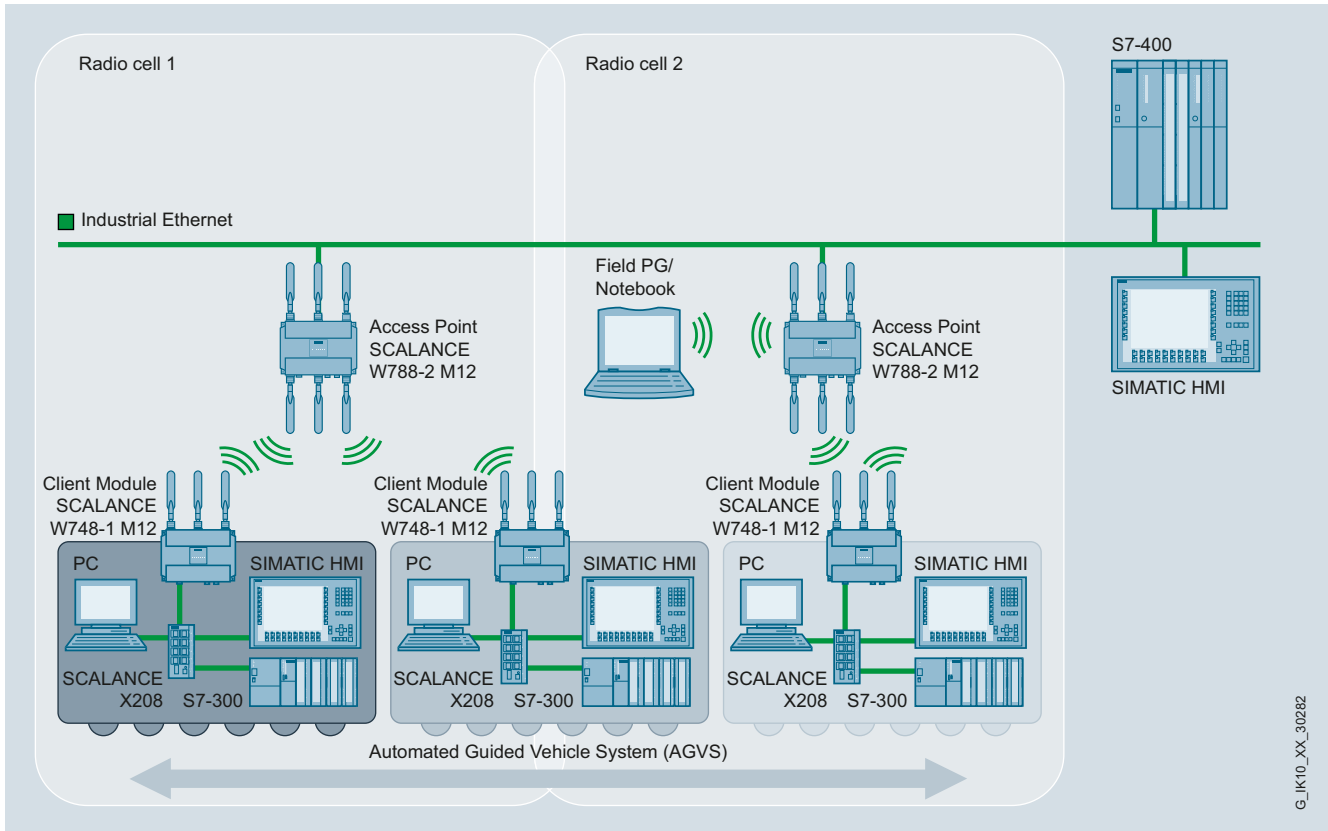 Radio cell 1
Radio cell 2
S7-400
Industrial Ethernet
Field PG/
Notebook
Access Point
SCALANCE
W788-2 M12
Access Point
SCALANCE
W788-2 M12
SIMATIC HMI
Client Module
SCALANCE
W748-1 M12
Client Module
SCALANCE
W748-1 M12
Client Module
SCALANCE
W748-1 M12
PC
SIMATIC HMI
SCALANCE
X208
S7-300
PC
SIMATIC HMI
SCALANCE
X208
S7-300
PC
SIMATIC HMI
SCALANCE
X208
S7-300
Automated Guided Vehicle System (AGVS)
G_IK10_XX_30282